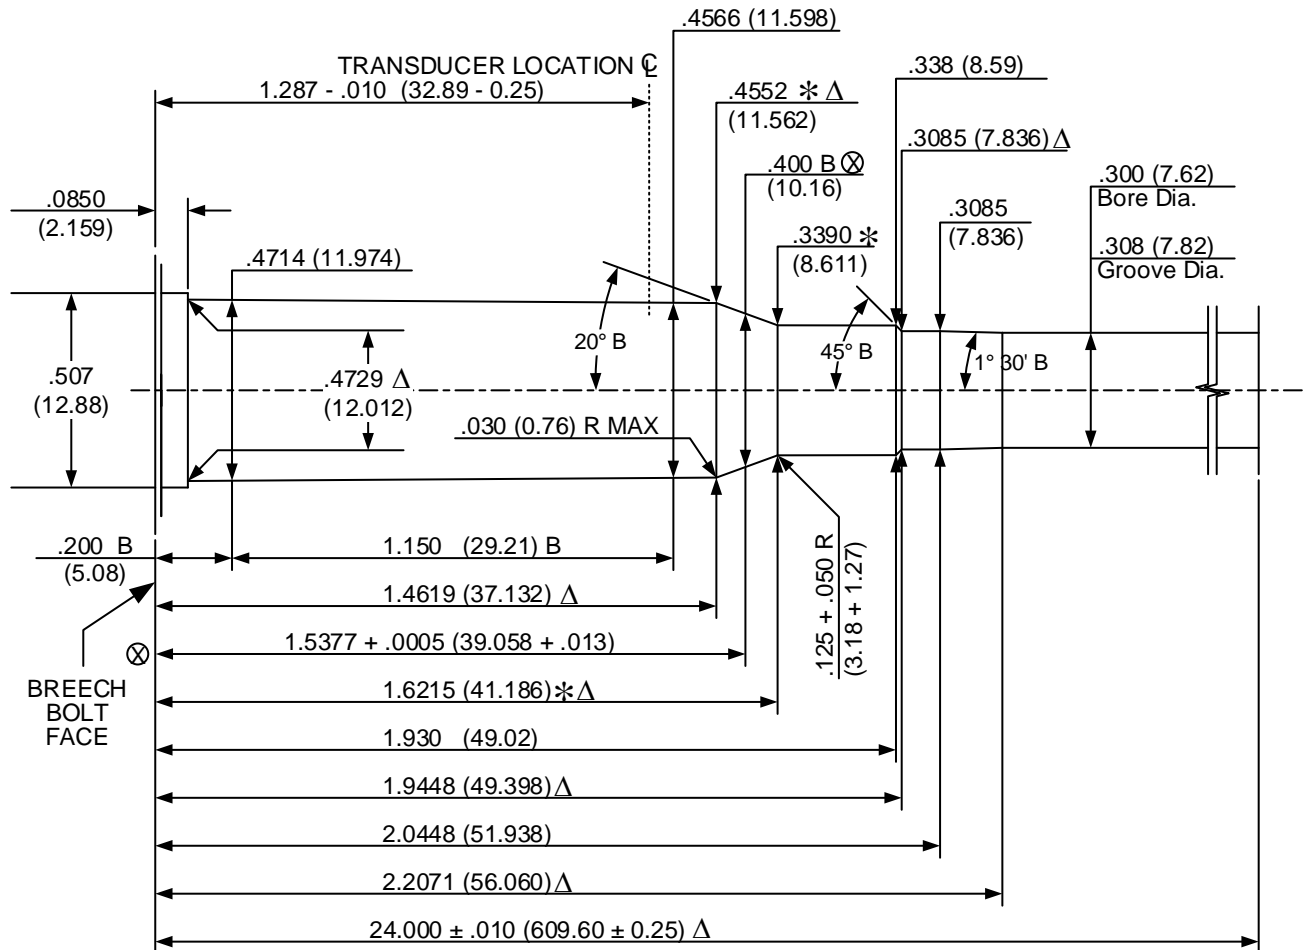 .4566 (11.598)
TRANSDUCER LOCATION ℄
1.287 - .010 (32.89 - 0.25)
.338 (8.59)
.4552 ✻ Δ
(11.562)
.3085 (7.836) Δ
.400 B ⊗
(10.16)
.300 (7.62)
Bore Dia.
.0850
(2.159)
.3085
(7.836)
.3390 ✻
(8.611)
.308 (7.82)
Groove Dia.
.4714 (11.974)
20° B
45° B
1° 30' B
.507
(12.88)
.4729 Δ
(12.012)
.030 (0.76) R MAX
.200 B
(5.08)
1.150 (29.21) B
.125 + .050 R
(3.18 + 1.27)
1.4619 (37.132) Δ
⊗ 1.5377 + .0005 (39.058 + .013)
BREECH
BOLT
FACE
1.6215 (41.186) ✻ Δ
1.930 (49.02)
1.9448 (49.398) Δ
2.0448 (51.938)
2.2071 (56.060) Δ
24.000 ± .010 (609.60 ± 0.25) Δ